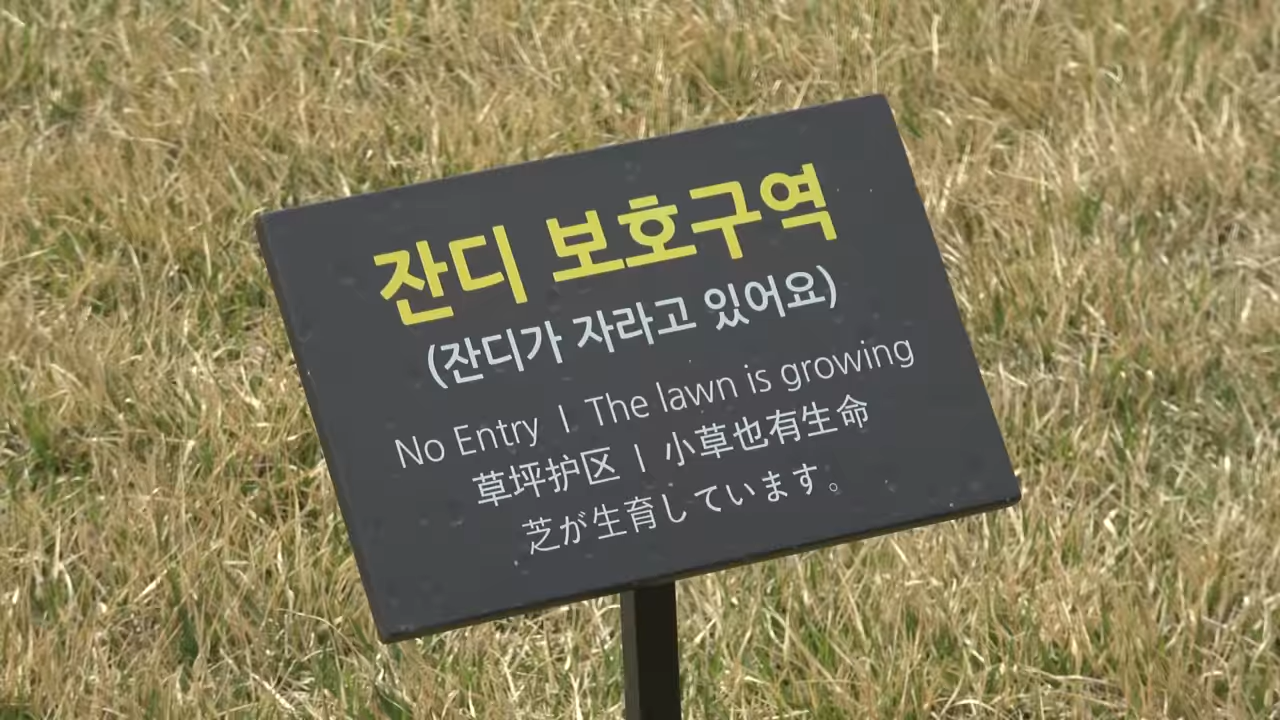 잔디 보호구역
(잔디가 자라고 있어요)
No Entry | The lawn is growing
草坪护区 | 小草也有生命
芝が生育しています。